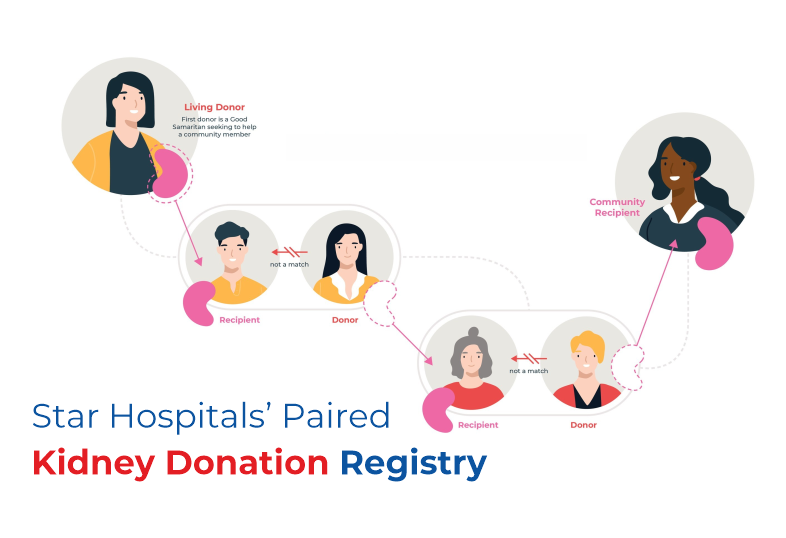 Living Donor
First donor is a Good
Samaritan seeking to help
a community member
Community
Recipient
not a match
Recipient
Donor
not a match
Recipient
Donor
Star Hospitals’ Paired
Kidney Donation Registry